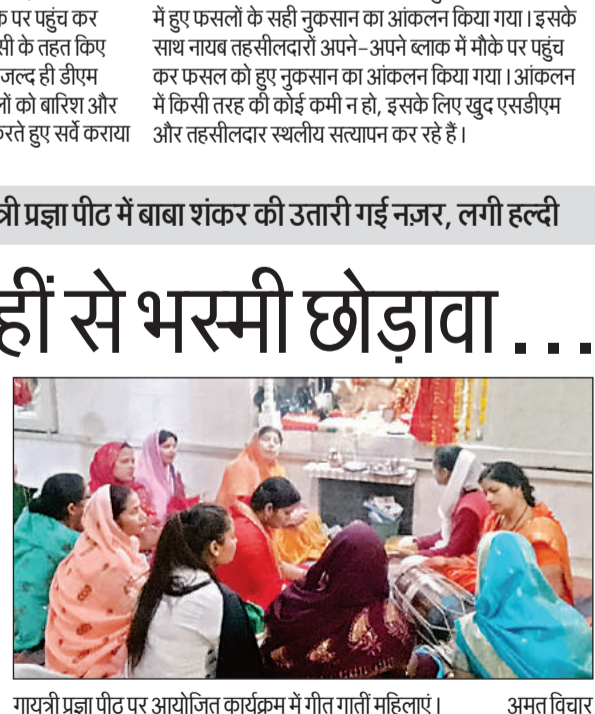 क पर पहुंच कर
सी के तहत किए
जल्द ही डीएम
लों को बारिश और
करते हुए सर्वे कराया
में हुए फसलों के सही नुकसान का आंकलन किया गया। इसके
साथ नायब तहसीलदारों अपने-अपने ब्लाक में मौके पर पहुंच
कर फसल को हुए नुकसान का आंकलन किया गया। आंकलन
में किसी तरह की कोई कमी न हो, इसके लिए खुद एसडीएम
और तहसीलदार स्थलीय सत्यापन कर रहे हैं।
त्री प्रज्ञा पीठ में बाबा शंकर की उतारी गई नज़र, लगी हल्दी
हीं से भस्मी छोड़ावा...
गायत्री प्रज्ञा पीठ पर आयोजित कार्यक्रम में गीत गातीं महिलाएं। अमृत विचार